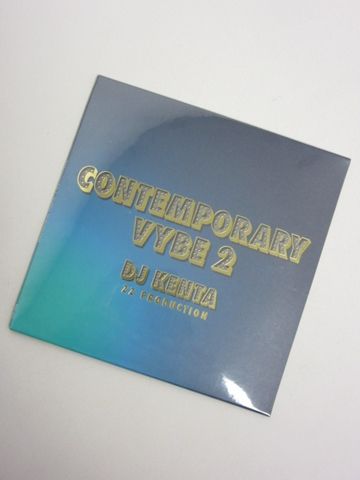 CONTEMPORARY
VYBE 2
DJ KENTA
ZZ PRODUCTION